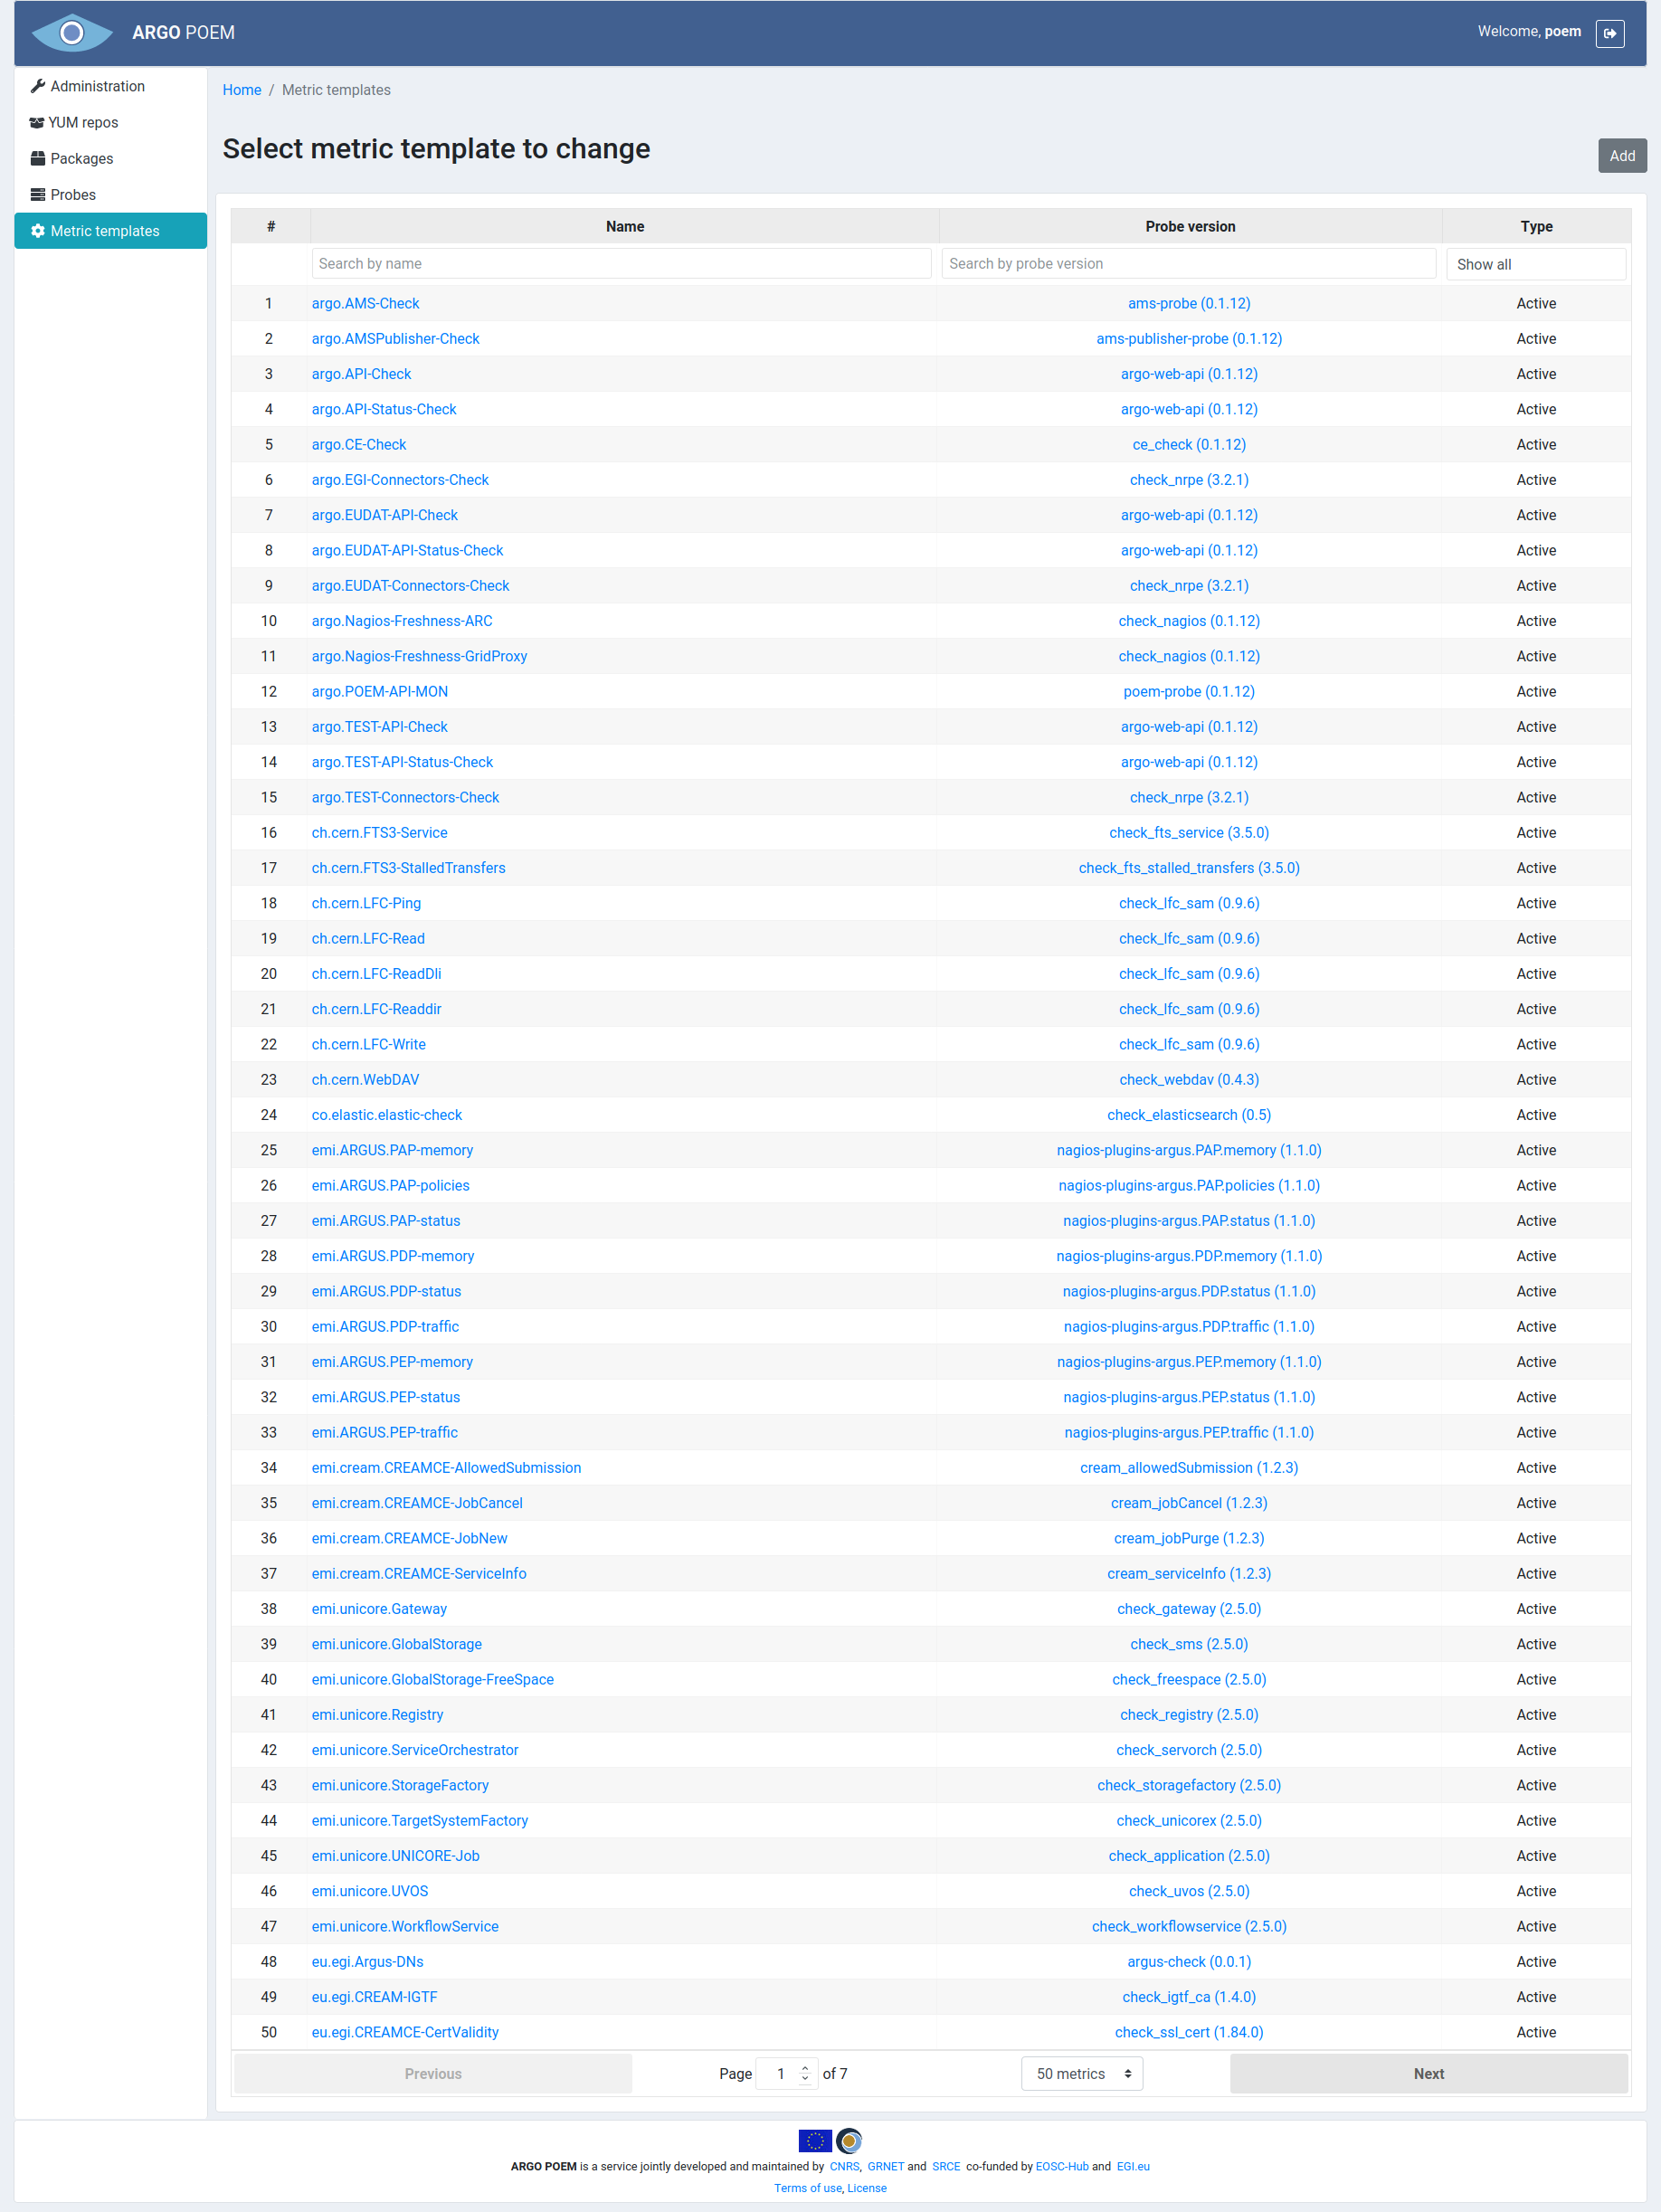 ARGO POEM
Welcome, poem
Administration
YUM repos
Packages
Probes
Metric templates
Home / Metric templates
Select metric template to change
Add
# Name Probe version Type
Search by name Search by probe version Show all
1 argo.AMS-Check ams-probe (0.1.12) Active
2 argo.AMSPublisher-Check ams-publisher-probe (0.1.12) Active
3 argo.API-Check argo-web-api (0.1.12) Active
4 argo.API-Status-Check argo-web-api (0.1.12) Active
5 argo.CE-Check ce_check (0.1.12) Active
6 argo.EGI-Connectors-Check check_nrpe (3.2.1) Active
7 argo.EUDAT-API-Check argo-web-api (0.1.12) Active
8 argo.EUDAT-API-Status-Check argo-web-api (0.1.12) Active
9 argo.EUDAT-Connectors-Check check_nrpe (3.2.1) Active
10 argo.Nagios-Freshness-ARC check_nagios (0.1.12) Active
11 argo.Nagios-Freshness-GridProxy check_nagios (0.1.12) Active
12 argo.POEM-API-MON poem-probe (0.1.12) Active
13 argo.TEST-API-Check argo-web-api (0.1.12) Active
14 argo.TEST-API-Status-Check argo-web-api (0.1.12) Active
15 argo.TEST-Connectors-Check check_nrpe (3.2.1) Active
16 ch.cern.FTS3-Service check_fts_service (3.5.0) Active
17 ch.cern.FTS3-StalledTransfers check_fts_stalled_transfers (3.5.0) Active
18 ch.cern.LFC-Ping check_lfc_sam (0.9.6) Active
19 ch.cern.LFC-Read check_lfc_sam (0.9.6) Active
20 ch.cern.LFC-ReadDli check_lfc_sam (0.9.6) Active
21 ch.cern.LFC-Readdir check_lfc_sam (0.9.6) Active
22 ch.cern.LFC-Write check_lfc_sam (0.9.6) Active
23 ch.cern.WebDAV check_webdav (0.4.3) Active
24 co.elastic.elastic-check check_elasticsearch (0.5) Active
25 emi.ARGUS.PAP-memory nagios-plugins-argus.PAP.memory (1.1.0) Active
26 emi.ARGUS.PAP-policies nagios-plugins-argus.PAP.policies (1.1.0) Active
27 emi.ARGUS.PAP-status nagios-plugins-argus.PAP.status (1.1.0) Active
28 emi.ARGUS.PDP-memory nagios-plugins-argus.PDP.memory (1.1.0) Active
29 emi.ARGUS.PDP-status nagios-plugins-argus.PDP.status (1.1.0) Active
30 emi.ARGUS.PDP-traffic nagios-plugins-argus.PDP.traffic (1.1.0) Active
31 emi.ARGUS.PEP-memory nagios-plugins-argus.PEP.memory (1.1.0) Active
32 emi.ARGUS.PEP-status nagios-plugins-argus.PEP.status (1.1.0) Active
33 emi.ARGUS.PEP-traffic nagios-plugins-argus.PEP.traffic (1.1.0) Active
34 emi.cream.CREAMCE-AllowedSubmission cream_allowedSubmission (1.2.3) Active
35 emi.cream.CREAMCE-JobCancel cream_jobCancel (1.2.3) Active
36 emi.cream.CREAMCE-JobNew cream_jobPurge (1.2.3) Active
37 emi.cream.CREAMCE-ServiceInfo cream_serviceInfo (1.2.3) Active
38 emi.unicore.Gateway check_gateway (2.5.0) Active
39 emi.unicore.GlobalStorage check_sms (2.5.0) Active
40 emi.unicore.GlobalStorage-FreeSpace check_freespace (2.5.0) Active
41 emi.unicore.Registry check_registry (2.5.0) Active
42 emi.unicore.ServiceOrchestrator check_servorch (2.5.0) Active
43 emi.unicore.StorageFactory check_storagefactory (2.5.0) Active
44 emi.unicore.TargetSystemFactory check_unicorex (2.5.0) Active
45 emi.unicore.UNICORE-Job check_application (2.5.0) Active
46 emi.unicore.UVOS check_uvos (2.5.0) Active
47 emi.unicore.WorkflowService check_workflowservice (2.5.0) Active
48 eu.egi.Argus-DNs argus-check (0.0.1) Active
49 eu.egi.CREAM-IGTF check_igtf_ca (1.4.0) Active
50 eu.egi.CREAMCE-CertValidity check_ssl_cert (1.84.0) Active
Previous Page 1 of 7 50 metrics Next
ARGO POEM is a service jointly developed and maintained by CNRS, GRNET and SRCE co-funded by EOSC-Hub and EGI.eu
Terms of use, License